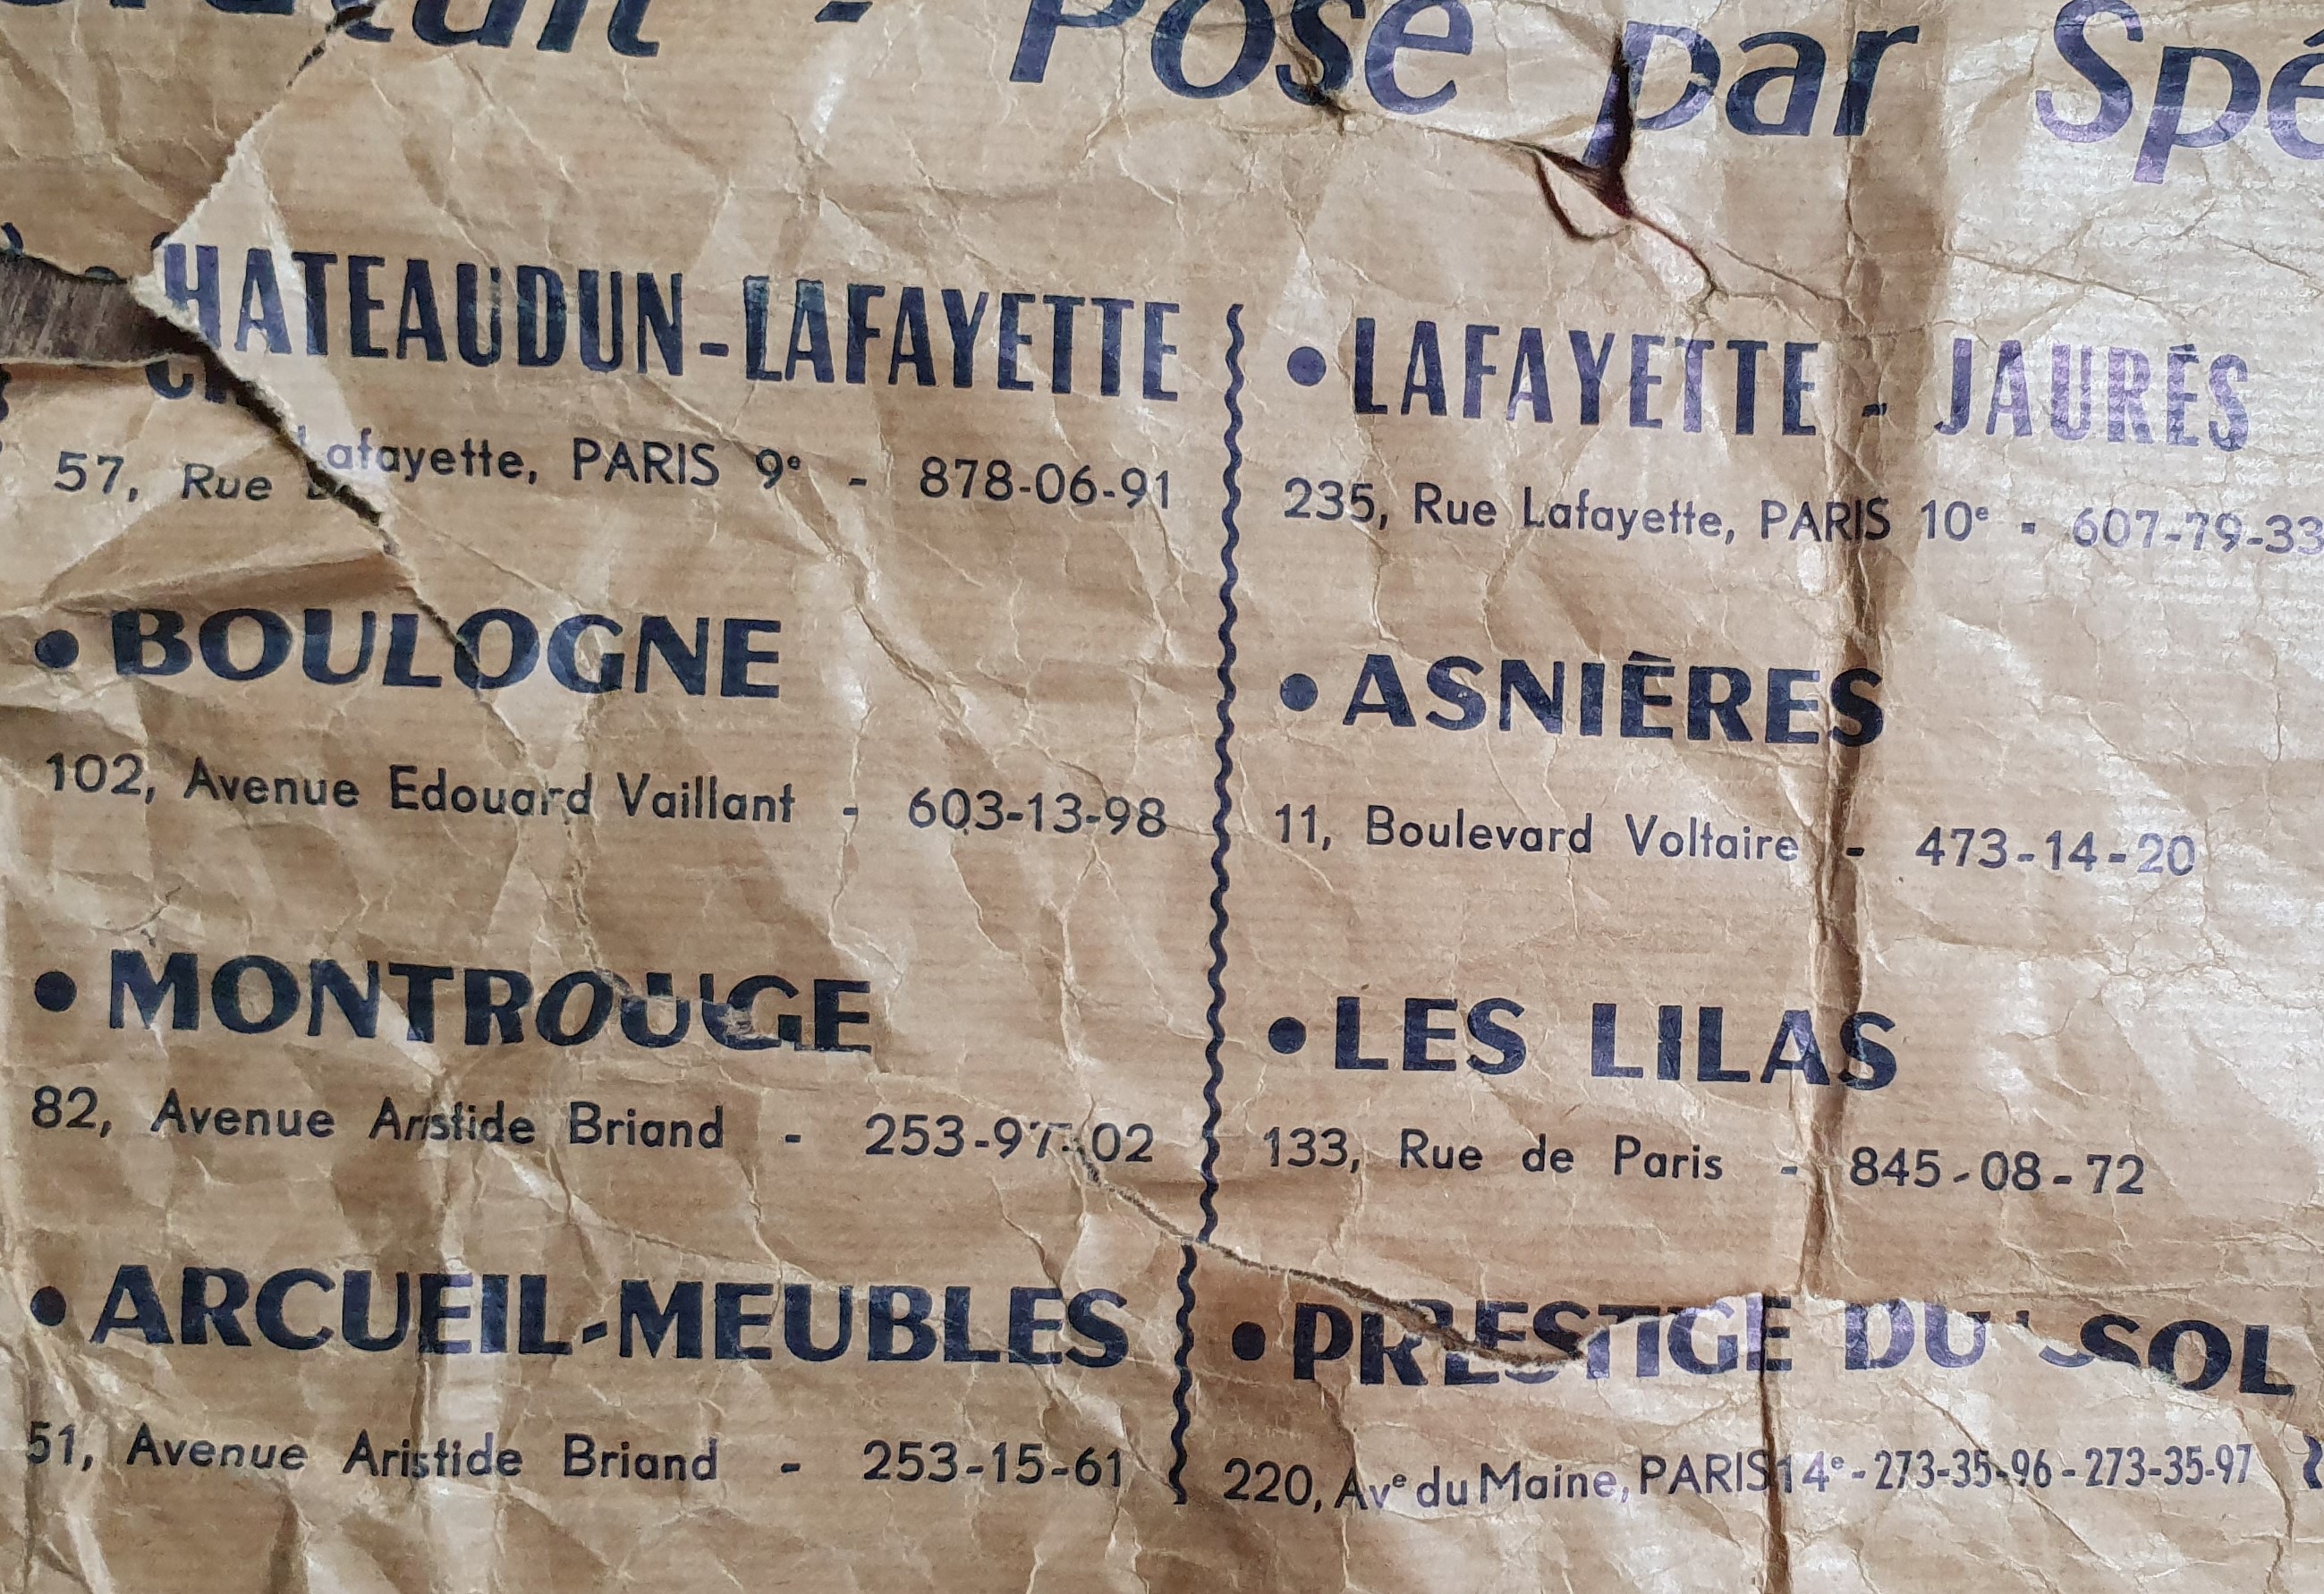 - Pose par Spé
CHATEAUDUN-LAFAYETTE
57, Rue Lafayette, PARIS 9e - 878-06-91
• BOULOGNE
102, Avenue Edouard Vaillant - 603-13-98
• MONTROUGE
82, Avenue Aristide Briand - 253-97-02
• ARCUEIL-MEUBLES
51, Avenue Aristide Briand - 253-15-61
• LAFAYETTE - JAURÉS
235, Rue Lafayette, PARIS 10e - 607-79-33
• ASNIÈRES
11, Boulevard Voltaire - 473-14-20
• LES LILAS
133, Rue de Paris - 845-08-72
• PRESTIGE DU SOL
220, Ave du Maine, PARIS 14e - 273-35-96 - 273-35-97